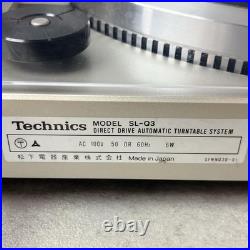 Technics MODEL SL-Q3
DIRECT DRIVE AUTOMATIC TURNTABLE SYSTEM
AC 100V 50 OR 60Hz 6W
松下電器産業株式会社 Made in Japan